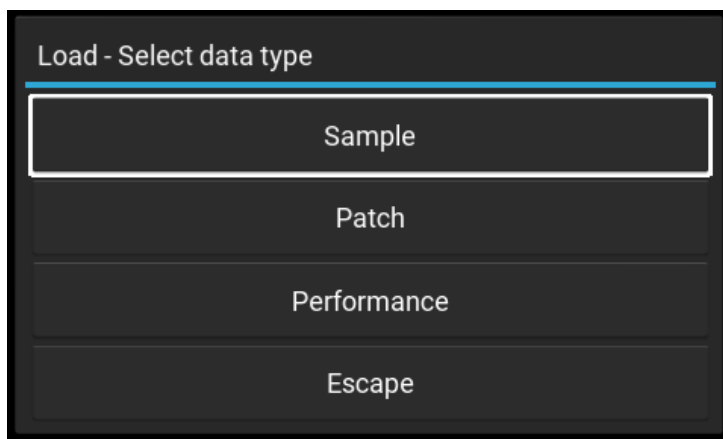 Load - Select data type
Sample
Patch
Performance
Escape